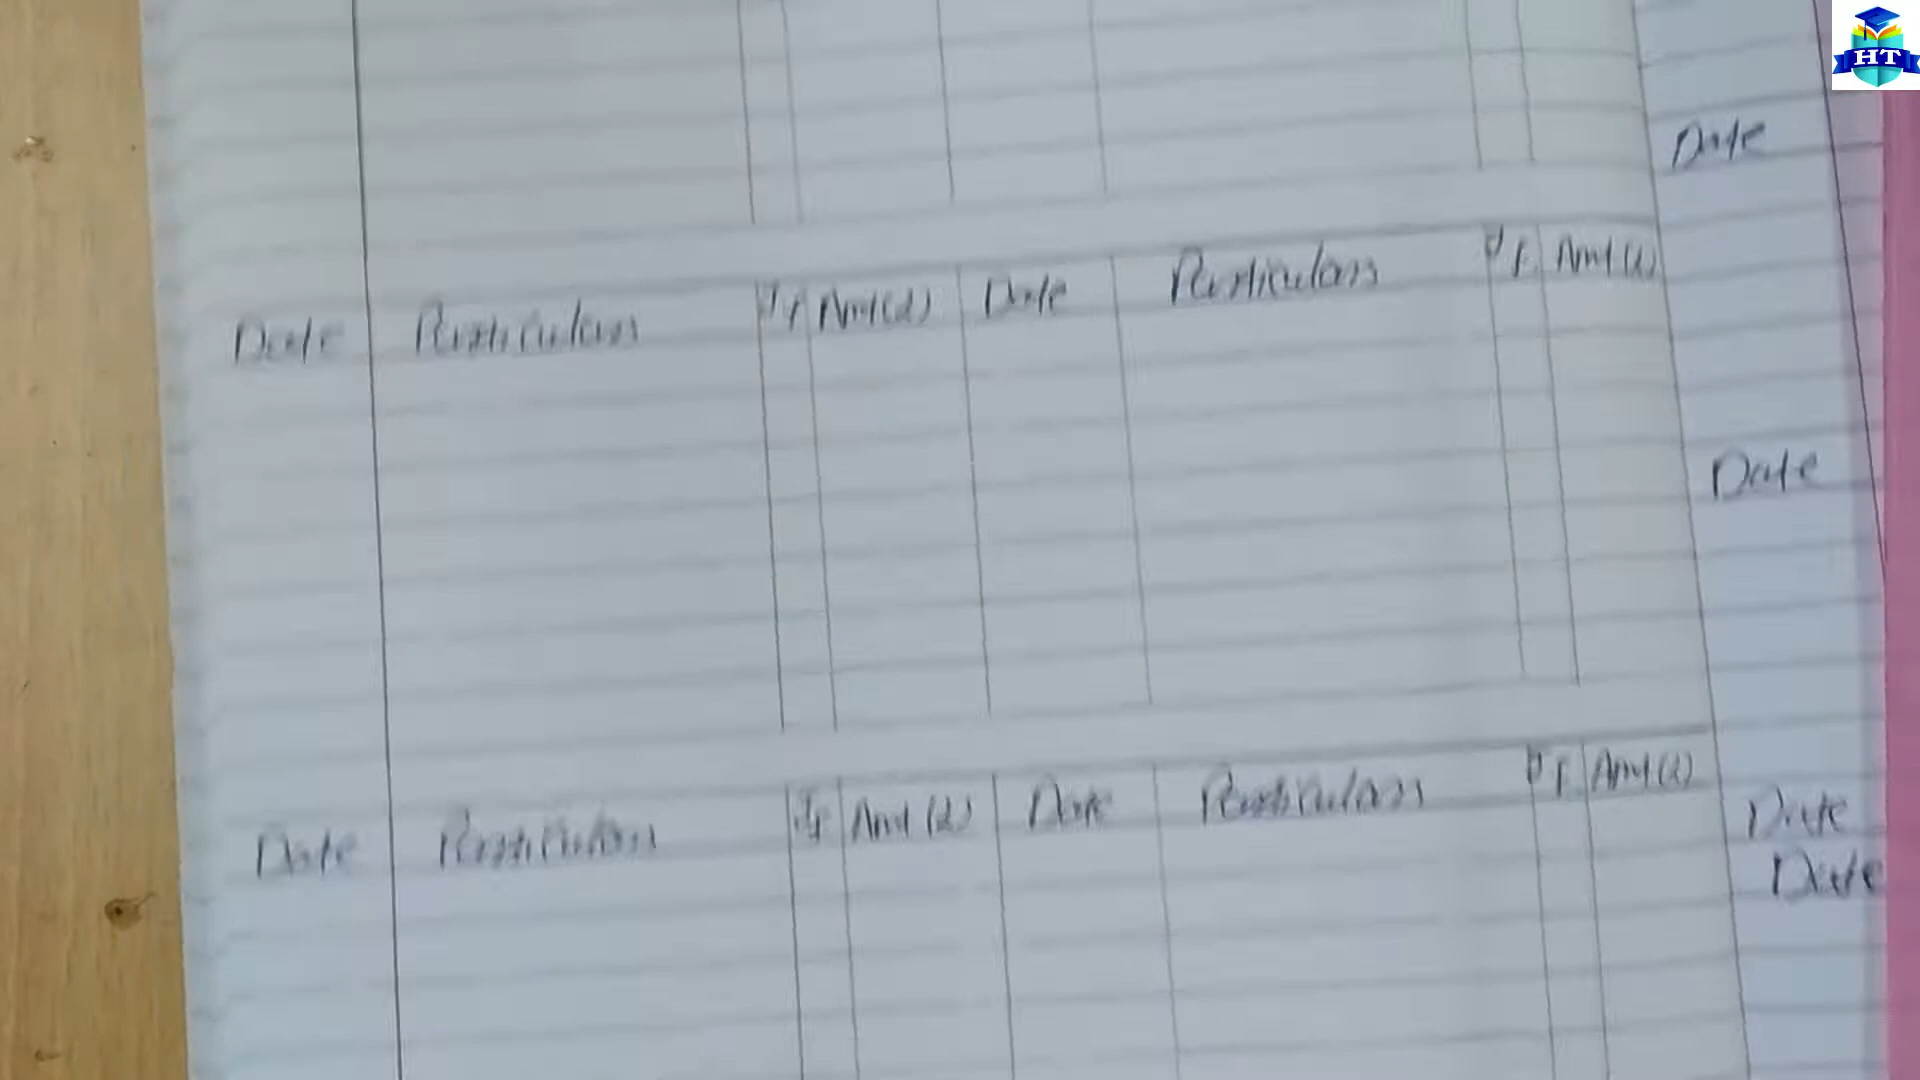 HT
Date
Date Particulars J.F Amt(₹) Date Particulars J.F. Amt(₹)
Date
Date Particulars J.F Amt(₹) Date Particulars J.F. Amt(₹)
Date
Date